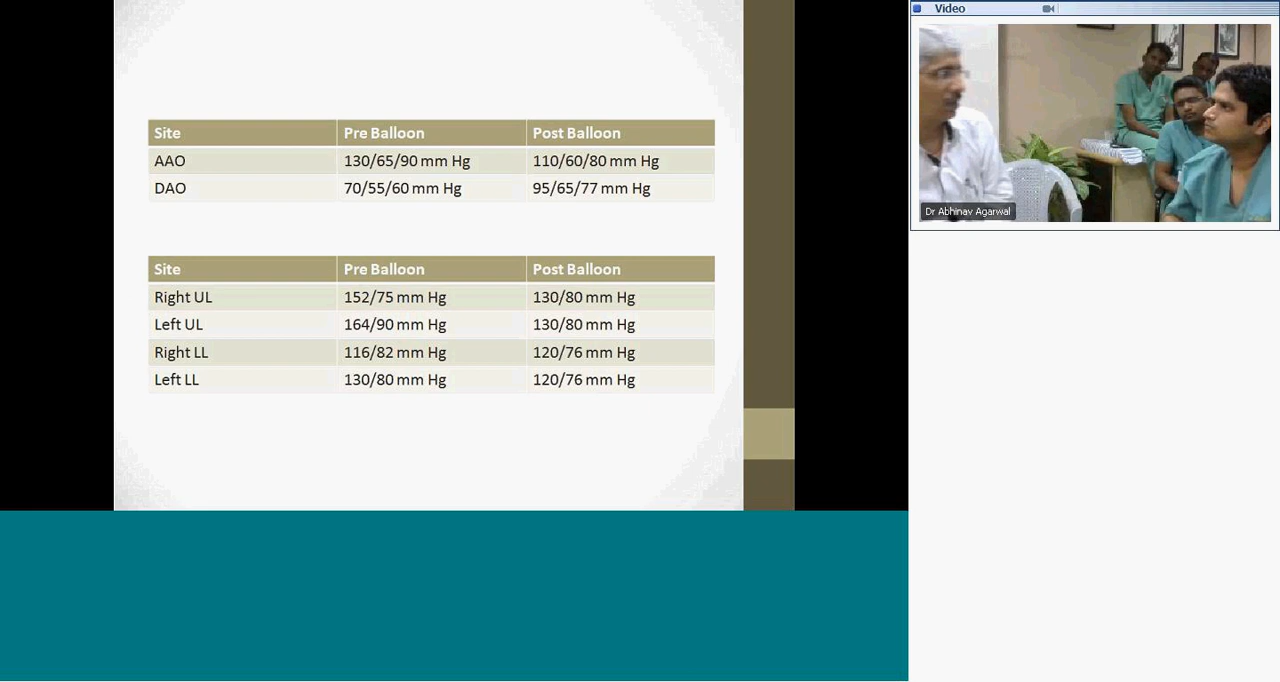 Site Pre Balloon Post Balloon
AAO 130/65/90 mm Hg 110/60/80 mm Hg
DAO 70/55/60 mm Hg 95/65/77 mm Hg
Site Pre Balloon Post Balloon
Right UL 152/75 mm Hg 130/80 mm Hg
Left UL 164/90 mm Hg 130/80 mm Hg
Right LL 116/82 mm Hg 120/76 mm Hg
Left LL 130/80 mm Hg 120/76 mm Hg
Video
Dr Abhinav Agarwal